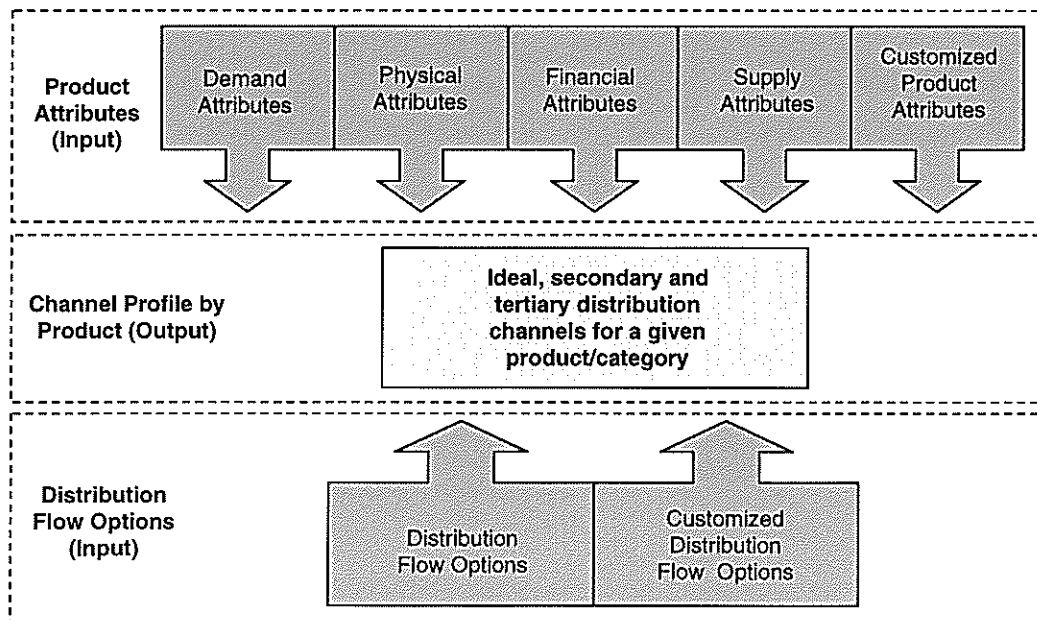 Product
Attributes
(Input)
Demand
Attributes
Physical
Attributes
Financial
Attributes
Supply
Attributes
Customized
Product
Attributes
Channel Profile by
Product (Output)
Ideal, secondary and
tertiary distribution
channels for a given
product/category
Distribution
Flow Options
(Input)
Distribution
Flow Options
Customized
Distribution
Flow Options